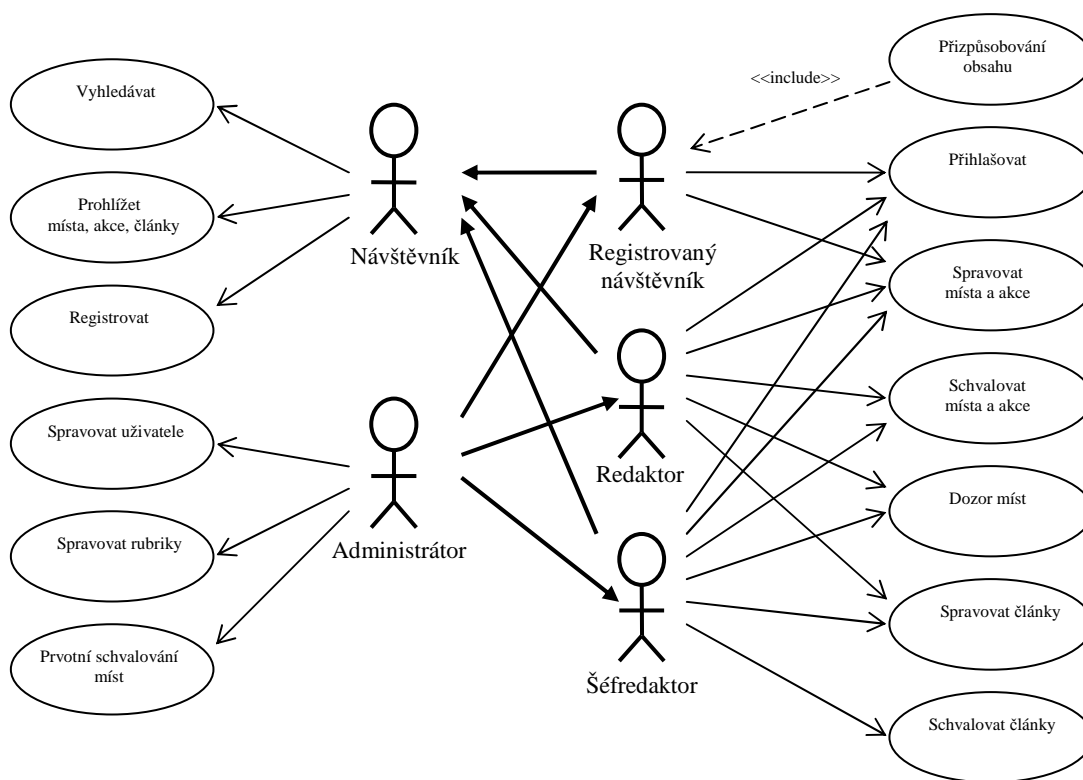 Přizpůsobování
obsahu
<<include>>
Vyhledávat
Přihlašovat
Prohlížet
místa, akce, články
Návštěvník
Registrovaný
návštěvník
Spravovat
místa a akce
Registrovat
Schvalovat
místa a akce
Spravovat uživatele
Redaktor
Dozor míst
Spravovat rubriky
Administrátor
Spravovat články
Prvotní schvalování
míst
Šéfredaktor
Schvalovat články